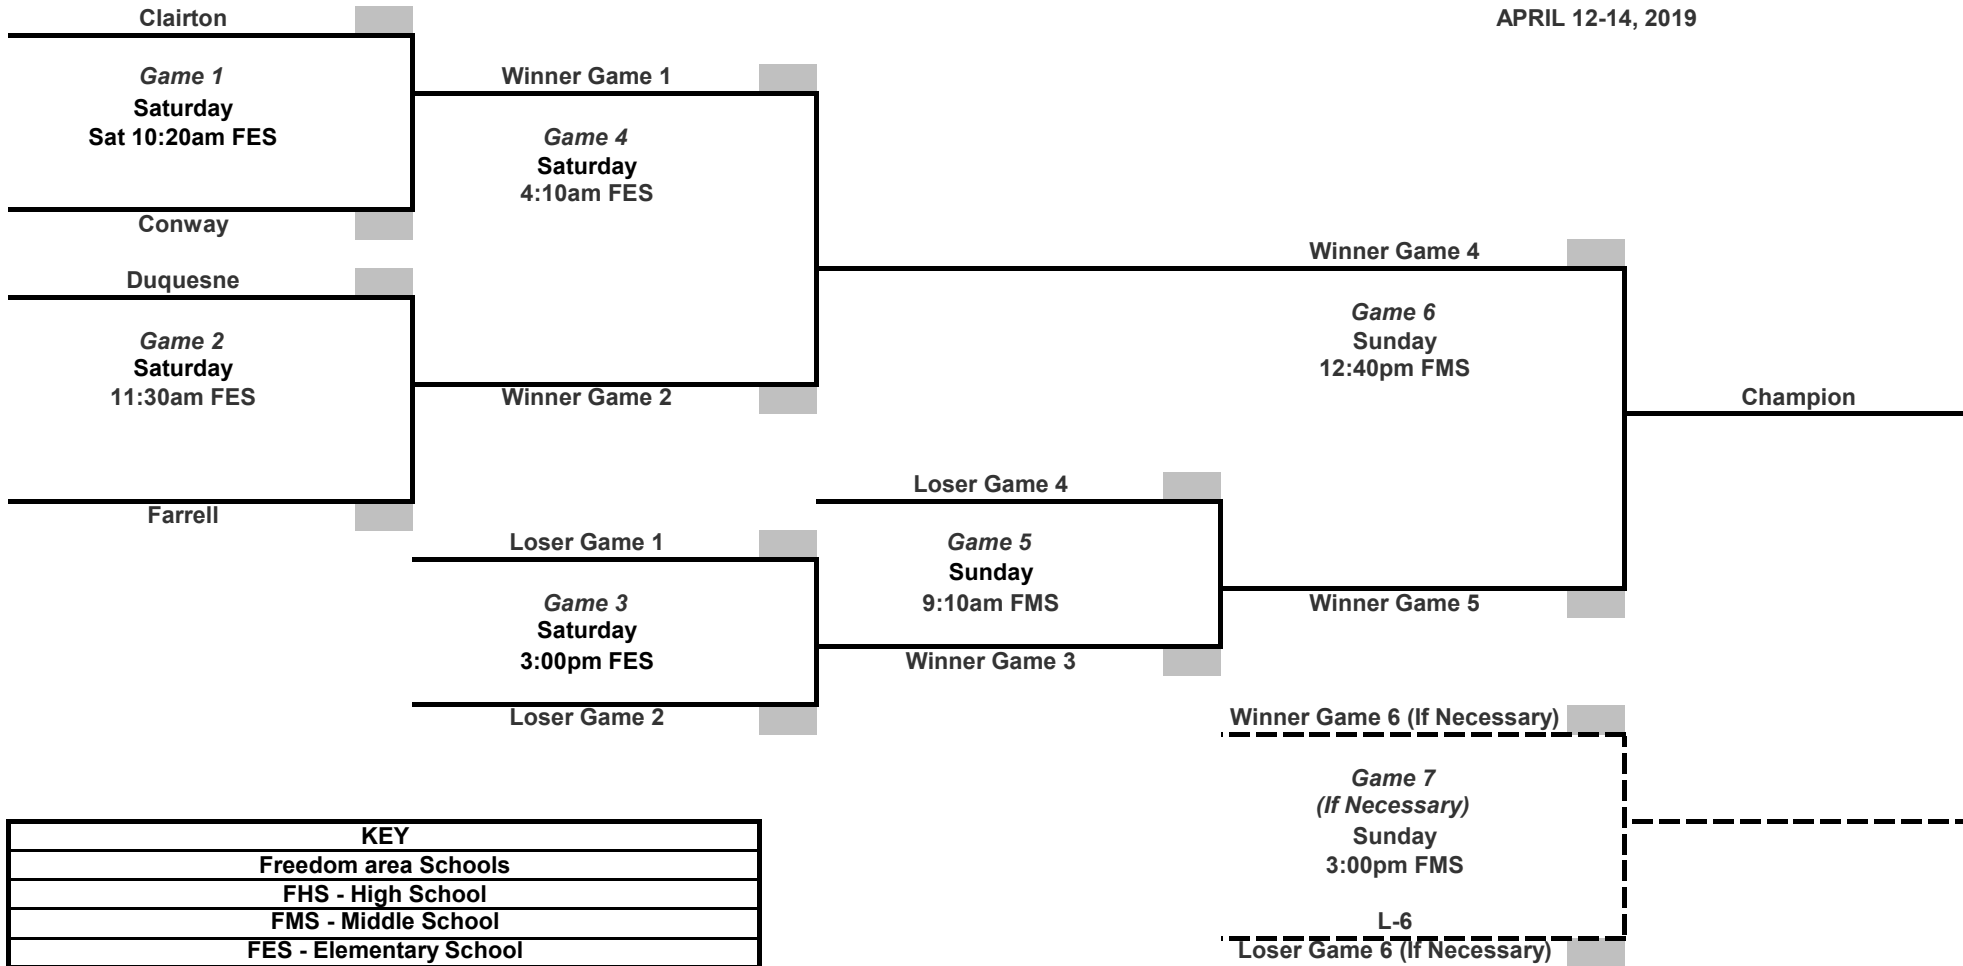 Clairton
APRIL 12-14, 2019
Game 1
Saturday
Sat 10:20am FES
Conway
Winner Game 1
Game 4
Saturday
4:10am FES
Winner Game 2
Duquesne
Game 2
Saturday
11:30am FES
Farrell
Winner Game 4
Game 6
Sunday
12:40pm FMS
Winner Game 5
Champion
Loser Game 4
Game 5
Sunday
9:10am FMS
Winner Game 3
Loser Game 1
Game 3
Saturday
3:00pm FES
Loser Game 2
Winner Game 6 (If Necessary)
Game 7
(If Necessary)
Sunday
3:00pm FMS
L-6
Loser Game 6 (If Necessary)
KEY
Freedom area Schools
FHS - High School
FMS - Middle School
FES - Elementary School